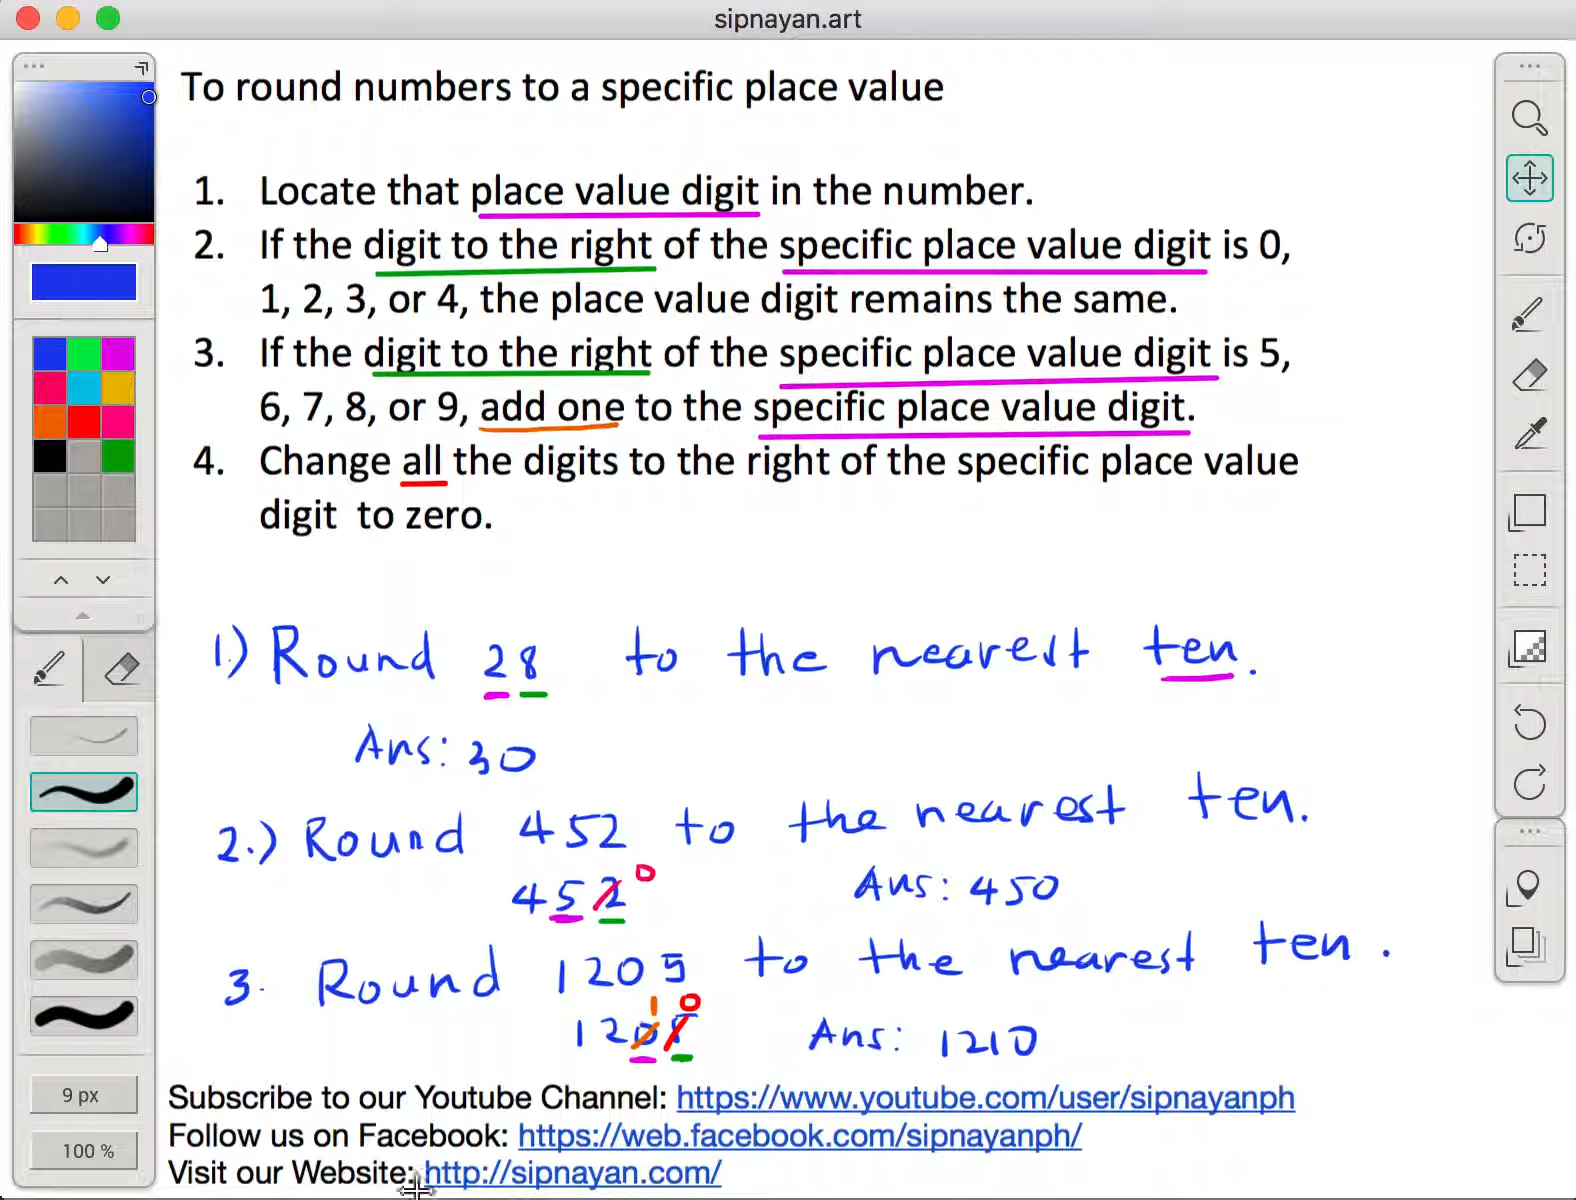 sipnayan.art
To round numbers to a specific place value
1. Locate that place value digit in the number.
2. If the digit to the right of the specific place value digit is 0,
1, 2, 3, or 4, the place value digit remains the same.
3. If the digit to the right of the specific place value digit is 5,
6, 7, 8, or 9, add one to the specific place value digit.
4. Change all the digits to the right of the specific place value
digit to zero.
1.) Round 28 to the nearest ten.
Ans: 30
2.) Round 452 to the nearest ten.
0
452 Ans: 450
3. Round 1205 to the nearest ten.
1 0
1205 Ans: 1210
9 px
100 %
Subscribe to our Youtube Channel: https://www.youtube.com/user/sipnayanph
Follow us on Facebook: https://web.facebook.com/sipnayanph/
Visit our Website: http://sipnayan.com/